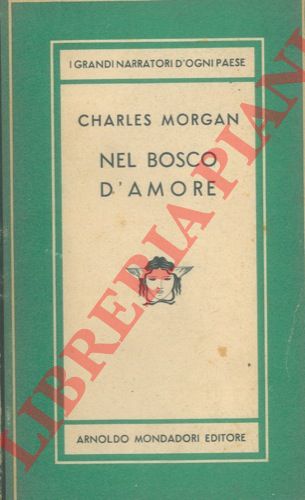 I GRANDI NARRATORI D'OGNI PAESE
CHARLES MORGAN
NEL BOSCO
D'AMORE
LIBRERIA PIANI
ARNOLDO MONDADORI EDITORE